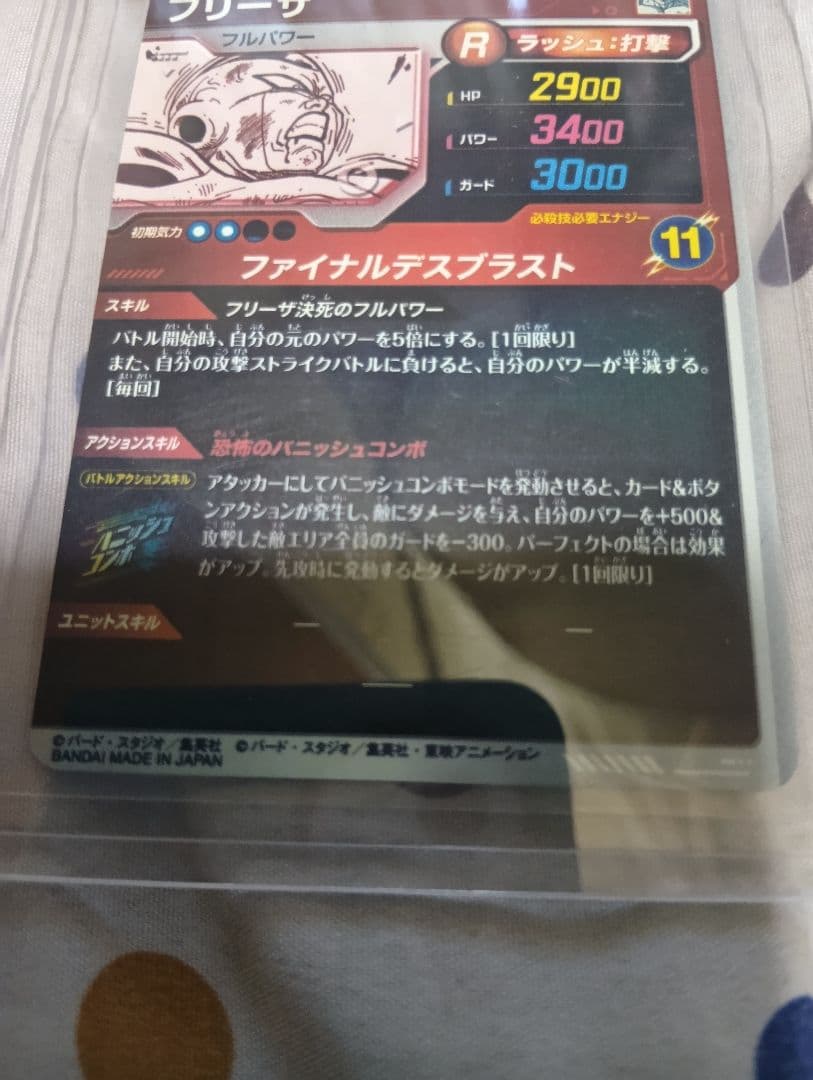 フリーザ
フルパワー
R ラッシュ:打撃
HP 2900
パワー 3400
ガード 3000
初期気力
必殺技必要エナジー 11
ファイナルデスブラスト
スキル フリーザ決死のフルパワー
バトル開始時、自分の元のパワーを5倍にする。[1回限り]
また、自分の攻撃ストライクバトルに負けると、自分のパワーが半減する。
[毎回]
アクションスキル 恐怖のバニッシュコンボ
バトルアクションスキル
バニッシュ
コンボ
アタッカーにしてバニッシュコンボモードを発動させると、カード&ボタ
ンアクションが発生し、敵にダメージを与え、自分のパワーを+500&
攻撃した敵エリア全員のガードを-300。パーフェクトの場合は効果
がアップ。先攻時に発動するとダメージがアップ。[1回限り]
ユニットスキル — —
—
©バード・スタジオ/集英社 ©バード・スタジオ/集英社・東映アニメーション
BANDAI MADE IN JAPAN